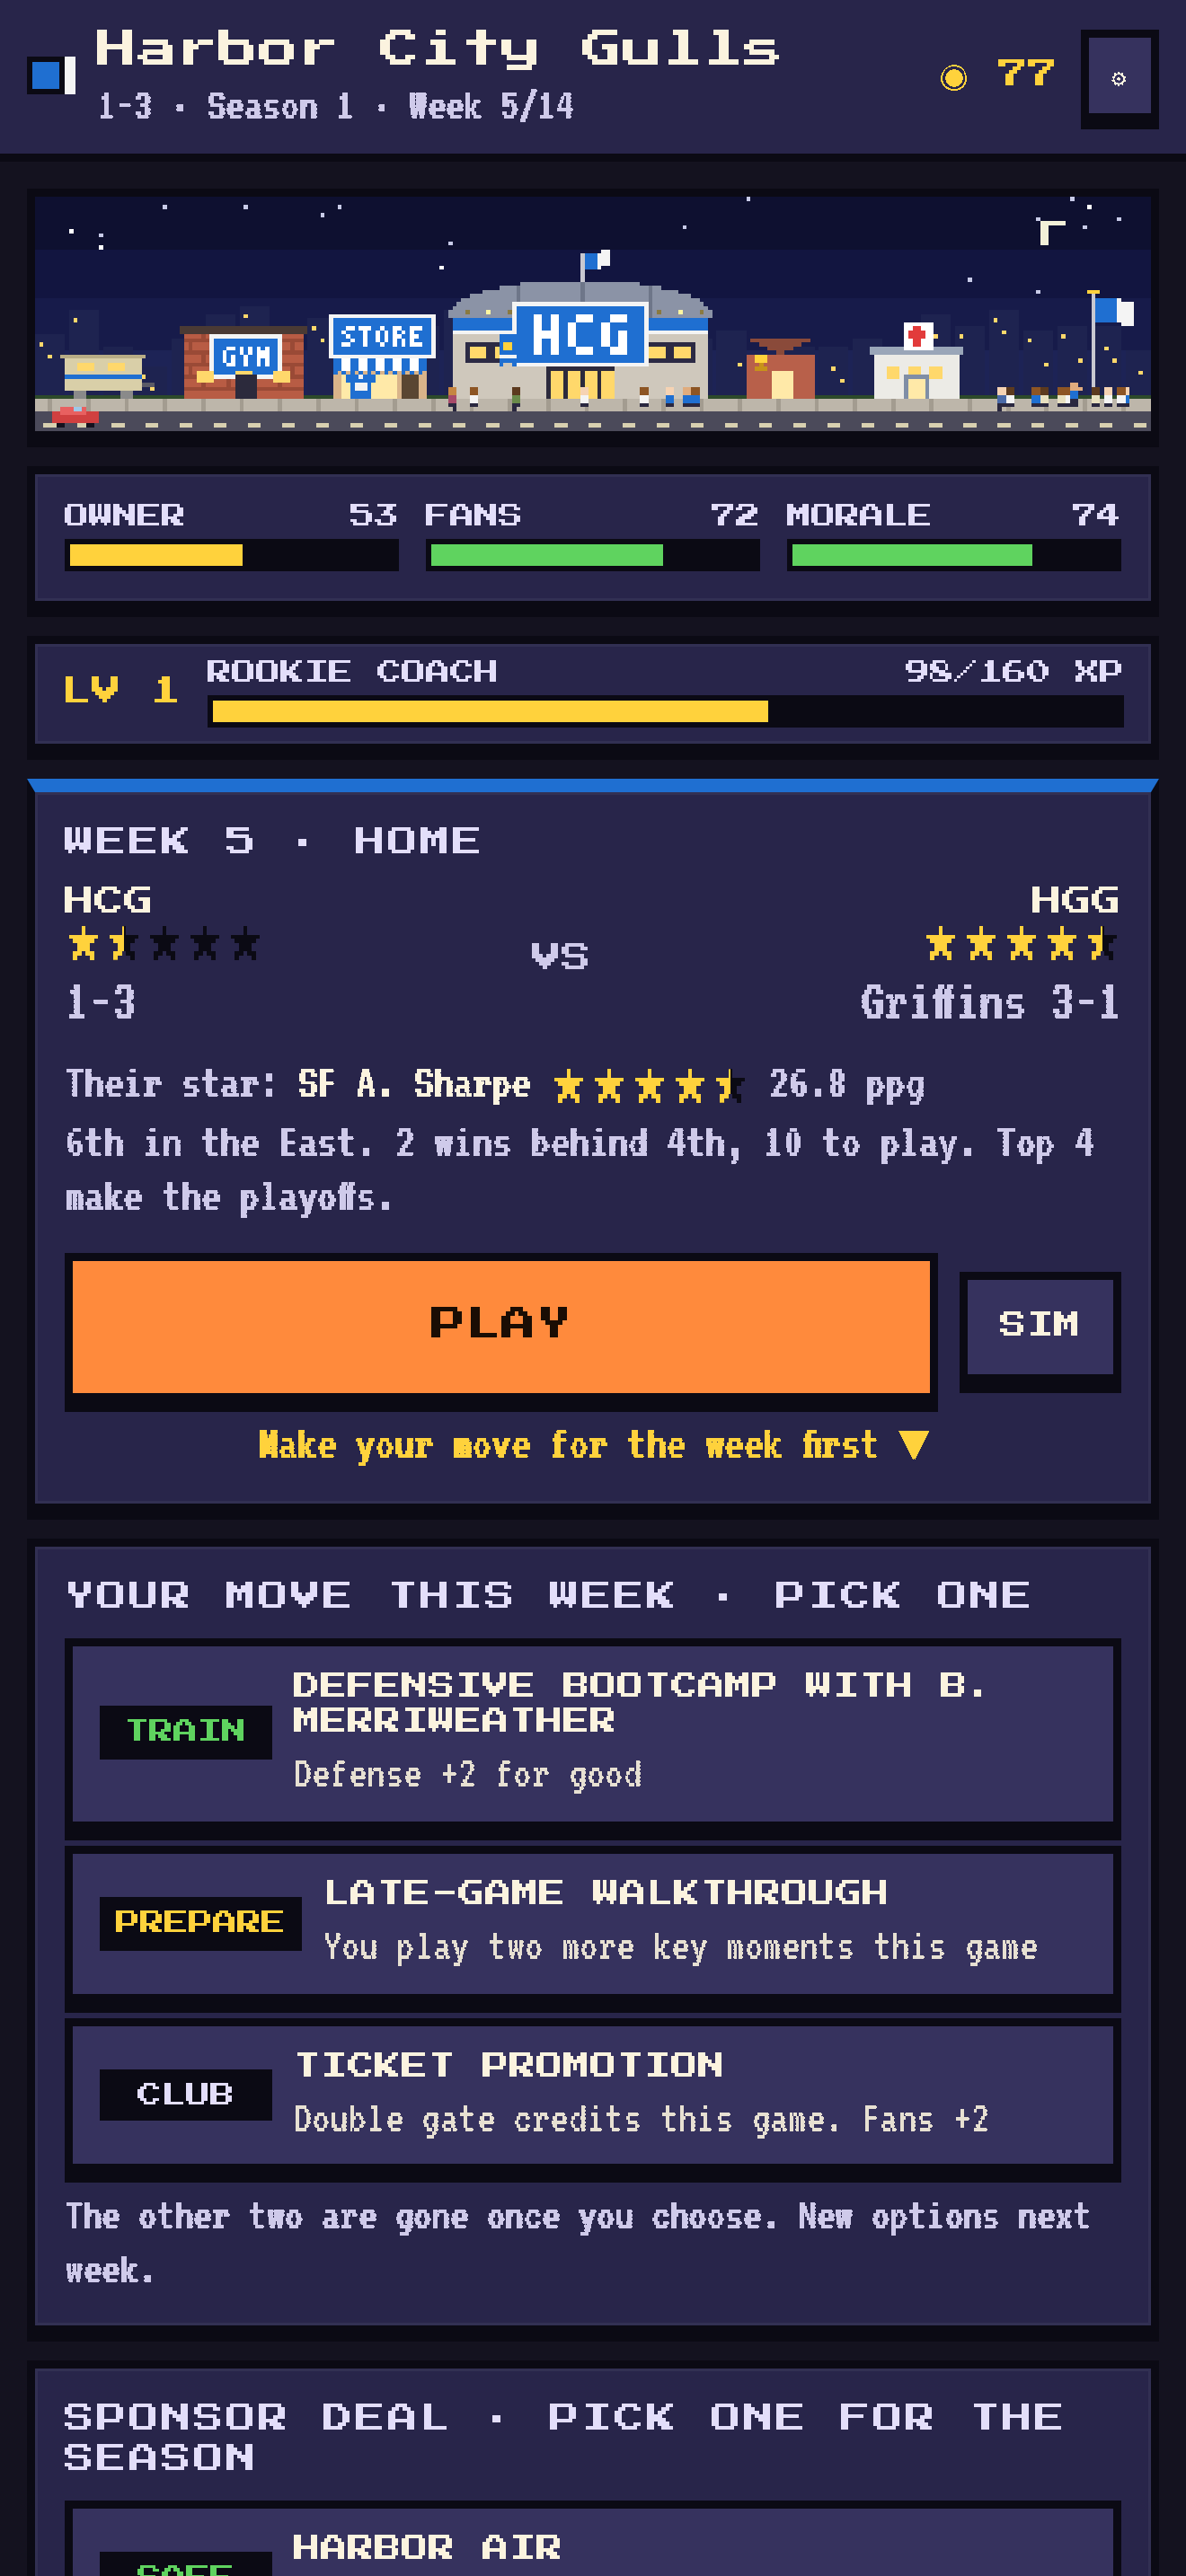 Harbor City Gulls
1-3 · Season 1 · Week 5/14
77
GYM
STORE
HCG
OWNER 53 FANS 72 MORALE 74
LV 1 ROOKIE COACH 98/160 XP
WEEK 5 · HOME
HCG HGG
VS
1-3 Griffins 3-1
Their star: SF A. Sharpe 26.8 ppg
6th in the East. 2 wins behind 4th, 10 to play. Top 4
make the playoffs.
PLAY
SIM
Make your move for the week first ▼
YOUR MOVE THIS WEEK · PICK ONE
TRAIN
DEFENSIVE BOOTCAMP WITH B.
MERRIWEATHER
Defense +2 for good
PREPARE
LATE-GAME WALKTHROUGH
You play two more key moments this game
CLUB
TICKET PROMOTION
Double gate credits this game. Fans +2
The other two are gone once you choose. New options next
week.
SPONSOR DEAL · PICK ONE FOR THE
SEASON
HARBOR AIR
SAFE